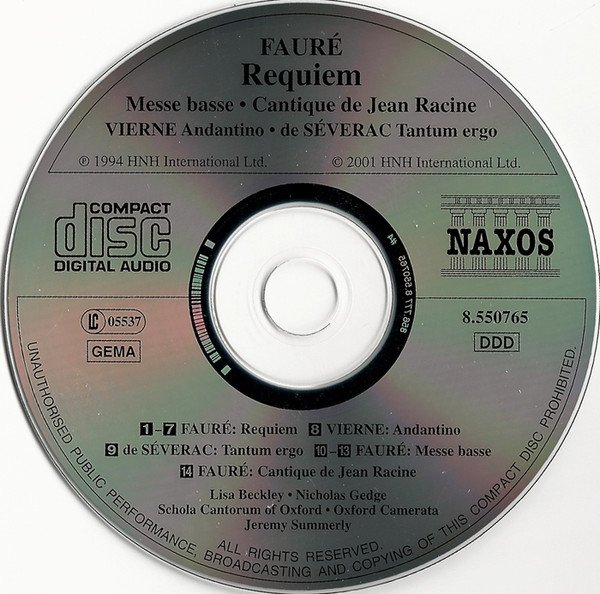 FAURÉ
Requiem
Messe basse • Cantique de Jean Racine
VIERNE Andantino • de SÉVERAC Tantum ergo
℗ 1994 HNH International Ltd.
© 2001 HNH International Ltd.
COMPACT
disc
DIGITAL AUDIO
NAXOS
LC 05537
GEMA
8.550765
DDD
1–7 FAURÉ: Requiem 8 VIERNE: Andantino
9 de SÉVERAC: Tantum ergo 10–13 FAURÉ: Messe basse
14 FAURÉ: Cantique de Jean Racine
Lisa Beckley • Nicholas Gedge
Schola Cantorum of Oxford • Oxford Camerata
Jeremy Summerly
ALL RIGHTS RESERVED.
UNAUTHORISED PUBLIC PERFORMANCE, BROADCASTING AND COPYING OF THIS COMPACT DISC PROHIBITED.